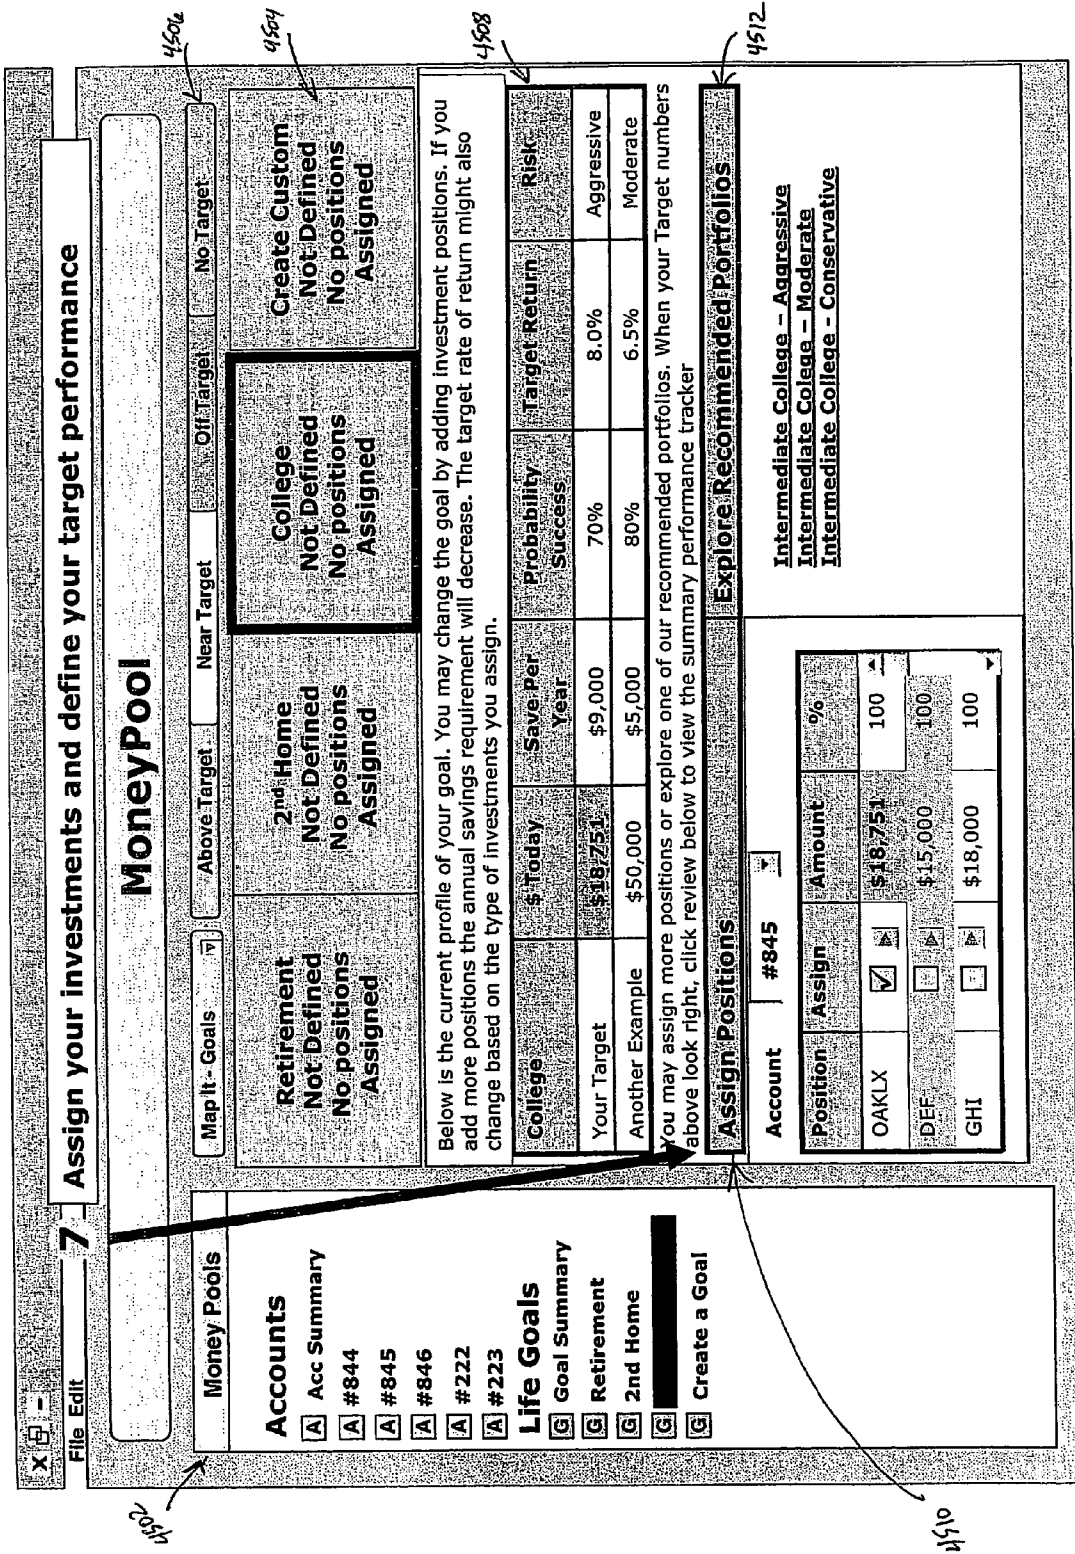 7 Assign your investments and define your target performance
X -
File Edit
MoneyPool
Money Pools
Map It - Goals
Above Target
Near Target
Off Target
No Target
Accounts
A Acc Summary
A #844
A #845
A #846
A #222
A #223
Life Goals
G Goal Summary
G Retirement
G 2nd Home
G
G Create a Goal
Retirement
Not Defined
No positions
Assigned
2nd Home
Not Defined
No positions
Assigned
College
Not Defined
No positions
Assigned
Create Custom
Not Defined
No positions
Assigned
Below is the current profile of your goal. You may change the goal by adding investment positions. If you
add more positions the annual savings requirement will decrease. The target rate of return might also
change based on the type of investments you assign.
College $ Today Save Per Year Probability Success Target Return Risk
Your Target $18,751 $9,000 70% 8.0% Aggressive
Another Example $50,000 $5,000 80% 6.5% Moderate
You may assign more positions or explore one of our recommended portfolios. When your Target numbers
above look right, click review below to view the summary performance tracker
Assign Positions
Explore Recommended Portfolios
Account #845
Position Assign Amount %
OAKLX $18,751 100
DEF $15,000 100
GHI $18,000 100
Intermediate College – Aggressive
Intermediate Colege – Moderate
Intermediate College – Conservative
4502
4506
4504
4508
4512
4510